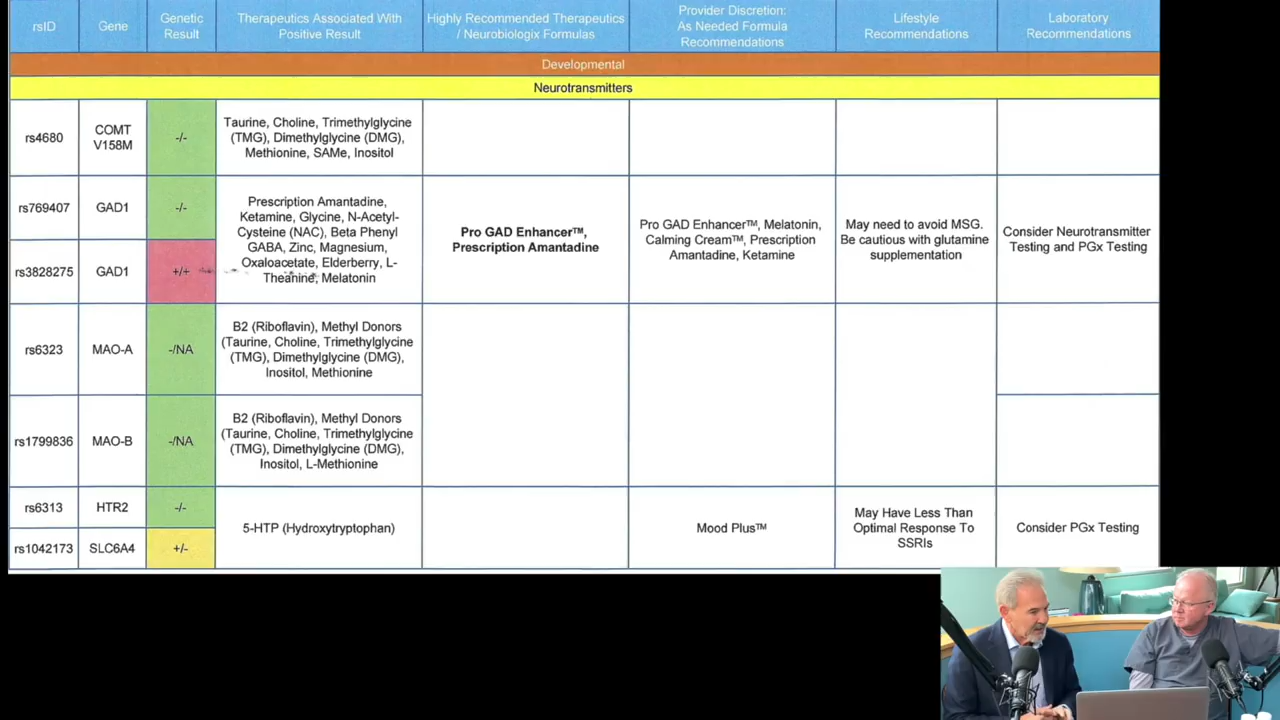 rsID
Gene
Genetic
Result
Therapeutics Associated With
Positive Result
Highly Recommended Therapeutics
/ Neurobiologix Formulas
Provider Discretion:
As Needed Formula
Recommendations
Lifestyle
Recommendations
Laboratory
Recommendations
Developmental
Neurotransmitters
rs4680
COMT
V158M
-/-
Taurine, Choline, Trimethylglycine
(TMG), Dimethylglycine (DMG),
Methionine, SAMe, Inositol
rs769407
GAD1
-/-
Prescription Amantadine,
Ketamine, Glycine, N-Acetyl-
Cysteine (NAC), Beta Phenyl
GABA, Zinc, Magnesium,
Oxaloacetate, Elderberry, L-
Theanine, Melatonin
Pro GAD Enhancer™,
Prescription Amantadine
Pro GAD Enhancer™, Melatonin,
Calming Cream™, Prescription
Amantadine, Ketamine
May need to avoid MSG.
Be cautious with glutamine
supplementation
Consider Neurotransmitter
Testing and PGx Testing
rs3828275
GAD1
+/+
rs6323
MAO-A
-/NA
B2 (Riboflavin), Methyl Donors
(Taurine, Choline, Trimethylglycine
(TMG), Dimethylglycine (DMG),
Inositol, Methionine
rs1799836
MAO-B
-/NA
B2 (Riboflavin), Methyl Donors
(Taurine, Choline, Trimethylglycine
(TMG), Dimethylglycine (DMG),
Inositol, L-Methionine
rs6313
HTR2
-/-
5-HTP (Hydroxytryptophan)
Mood Plus™
May Have Less Than
Optimal Response To
SSRIs
Consider PGx Testing
rs1042173
SLC6A4
+/-